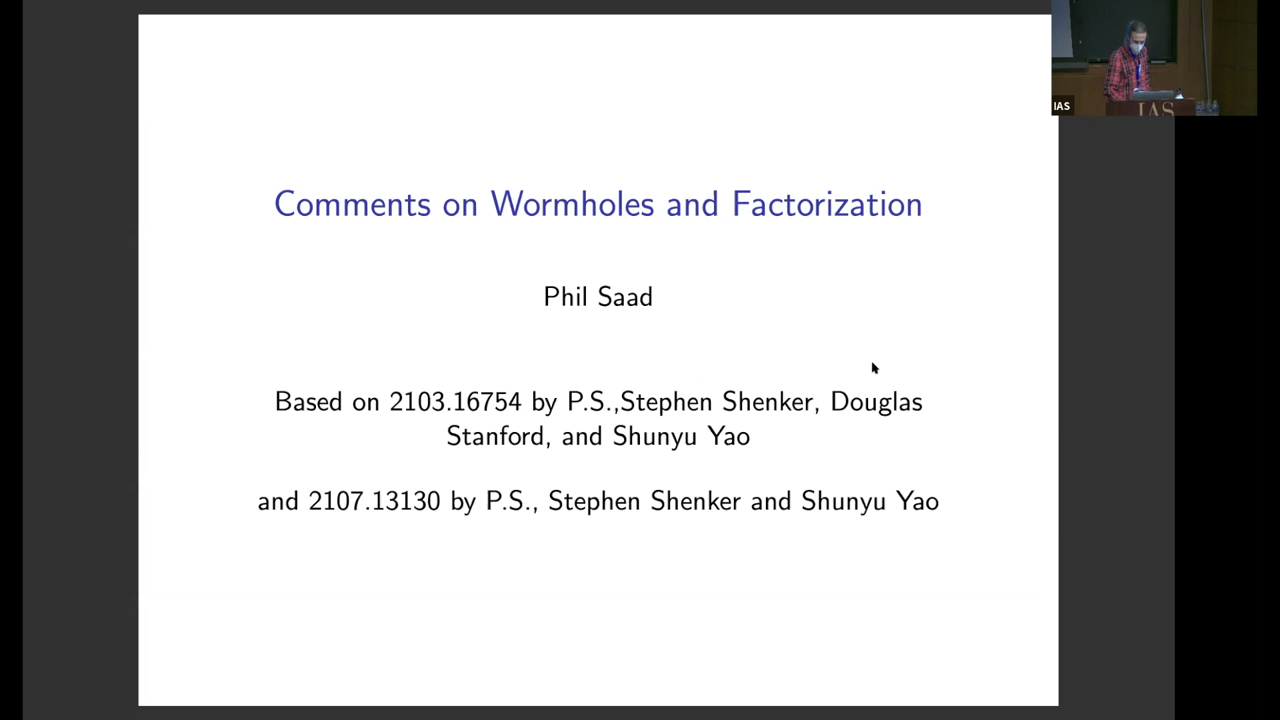 Comments on Wormholes and Factorization
Phil Saad
Based on 2103.16754 by P.S.,Stephen Shenker, Douglas
Stanford, and Shunyu Yao
and 2107.13130 by P.S., Stephen Shenker and Shunyu Yao
IAS
IAS